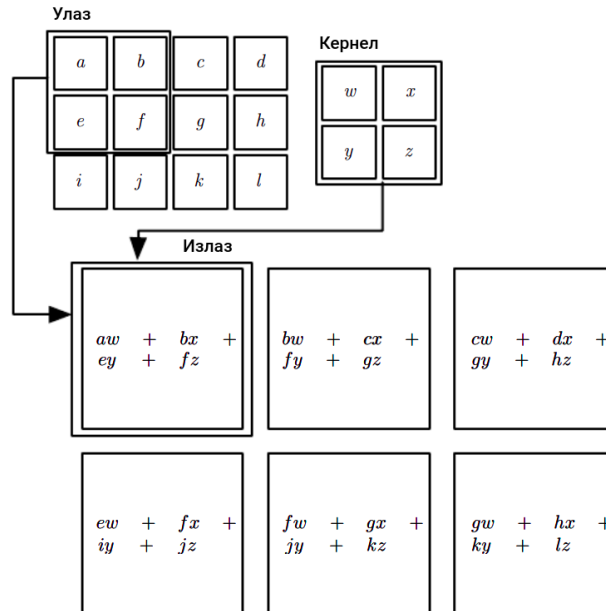 Улаз
Кернел
a b c d
w x
e f g h
y z
i j k l
Излаз
aw + bx +
ey + fz
bw + cx +
fy + gz
cw + dx +
gy + hz
ew + fx +
iy + jz
fw + gx +
jy + kz
gw + hx +
ky + lz